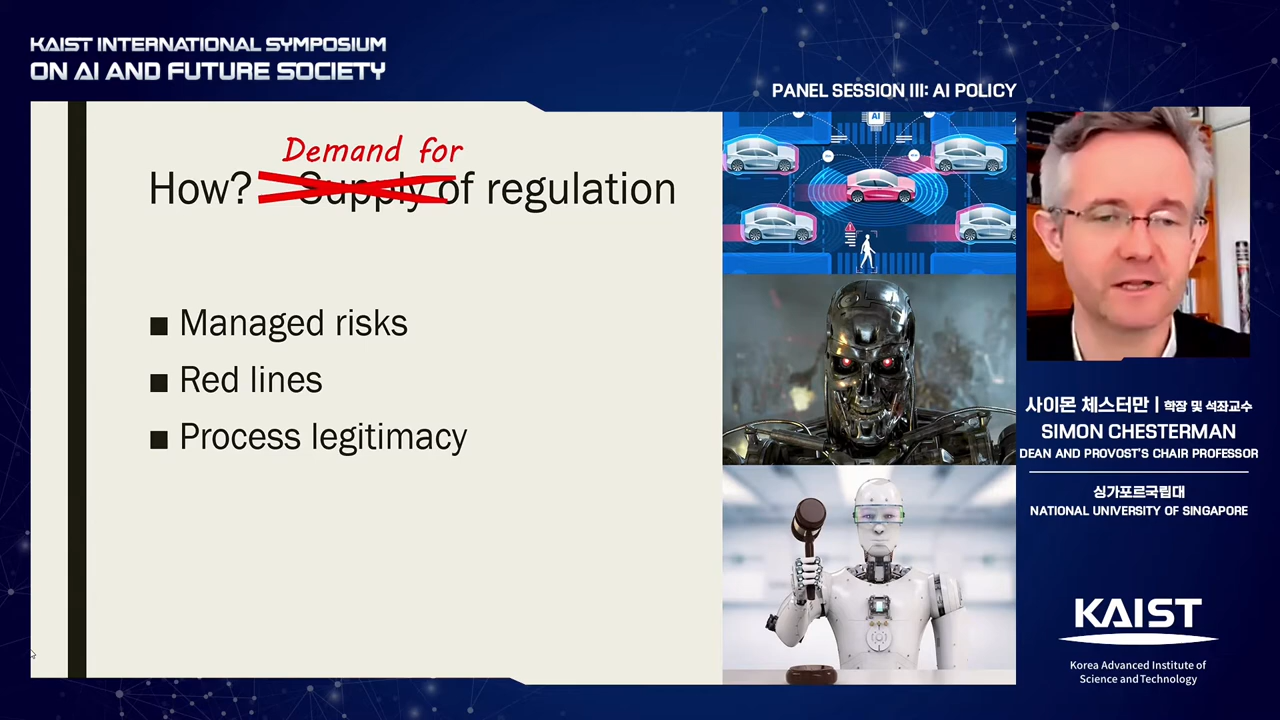 KAIST INTERNATIONAL SYMPOSIUM
ON AI AND FUTURE SOCIETY
PANEL SESSION III: AI POLICY
Demand for
How? – Supply of regulation
■ Managed risks
■ Red lines
■ Process legitimacy
AI
사이몬 체스터만 | 학장 및 석좌교수
SIMON CHESTERMAN
DEAN AND PROVOST'S CHAIR PROFESSOR
싱가포르국립대
NATIONAL UNIVERSITY OF SINGAPORE
KAIST
Korea Advanced Institute of
Science and Technology